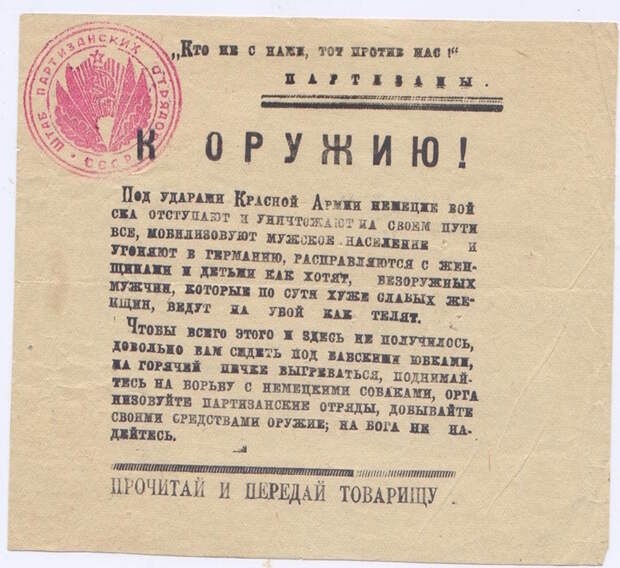 ШТАБ ПАРТИЗАНСКИХ ОТРЯДОВ
СССР
„Кто не с нами, тот против нас!"
ПАРТИЗАНЫ.
К ОРУЖИЮ!
Под ударами Красной Армии немецкие вой
ска отступают и уничтожают на своем пути
все, мобилизовуют мужское население и
угоняют в Германию, расправляются с жен-
щинами и детьми как хотят, безоружных
мужчин, которые по сути хуже слабых же-
нщин, ведут на убой как телят.
Чтобы всего этого и здесь не получилось,
довольно вам сидеть под бабскими юбками,
на горячий печке выгреваться, поднимай-
тесь на борьбу с немецкими собаками, орга
низовуйте партизанские отряды, добывайте
своими средствами оружие; на бога не на-
дейтесь.
ПРОЧИТАЙ И ПЕРЕДАЙ ТОВАРИЩУ.